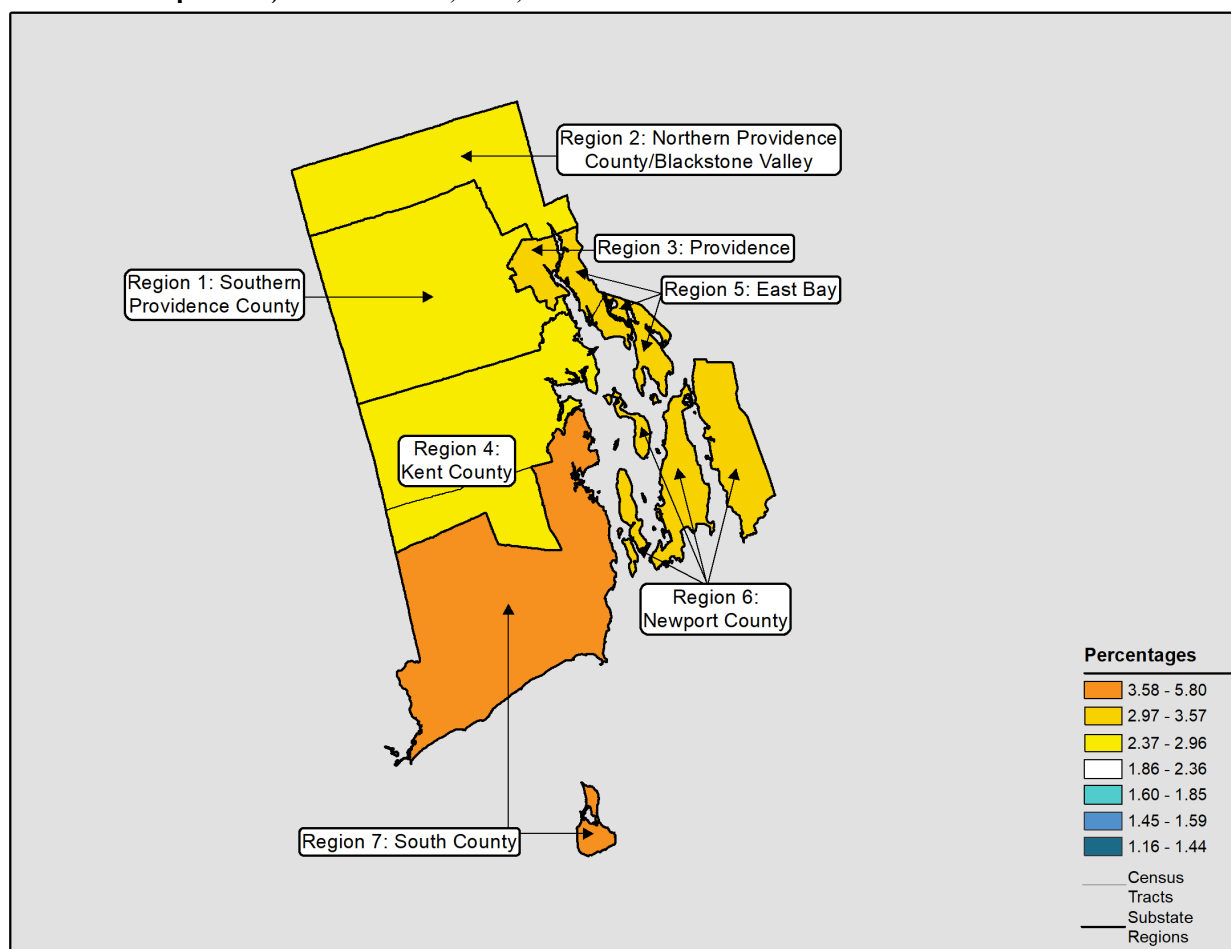 Region 2: Northern Providence
County/Blackstone Valley
Region 3: Providence
Region 1: Southern
Providence County
Region 5: East Bay
Region 4:
Kent County
Region 6:
Newport County
Region 7: South County
Percentages
3.58 - 5.80
2.97 - 3.57
2.37 - 2.96
1.86 - 2.36
1.60 - 1.85
1.45 - 1.59
1.16 - 1.44
Census
Tracts
Substate
Regions